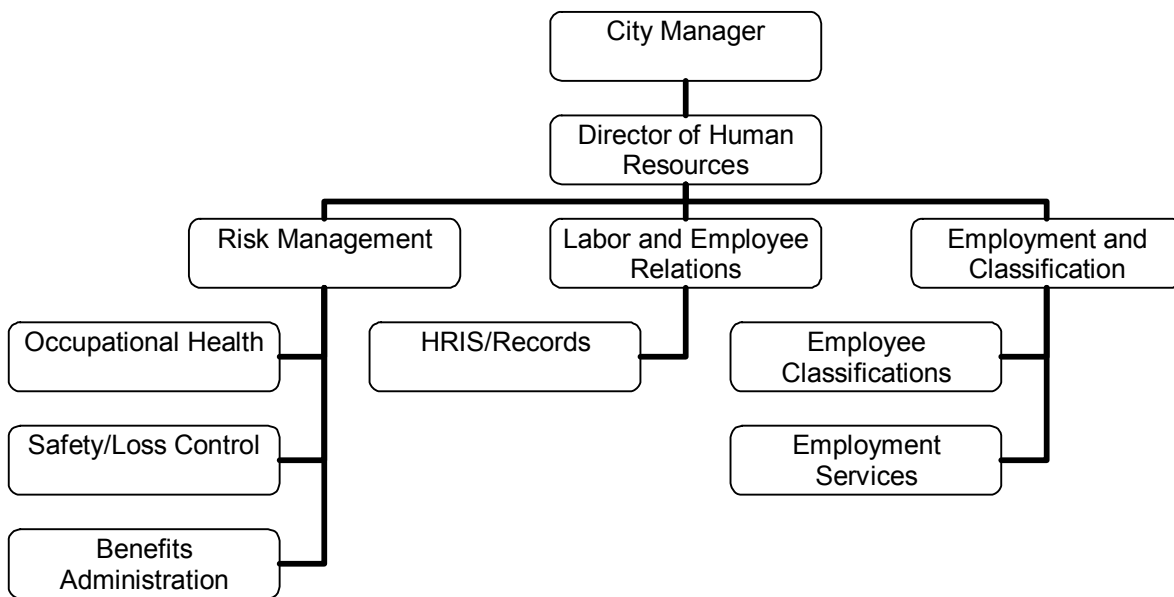 City Manager
Director of Human
Resources
Risk Management
Labor and Employee
Relations
Employment and
Classification
Occupational Health
HRIS/Records
Employee
Classifications
Safety/Loss Control
Employment
Services
Benefits
Administration